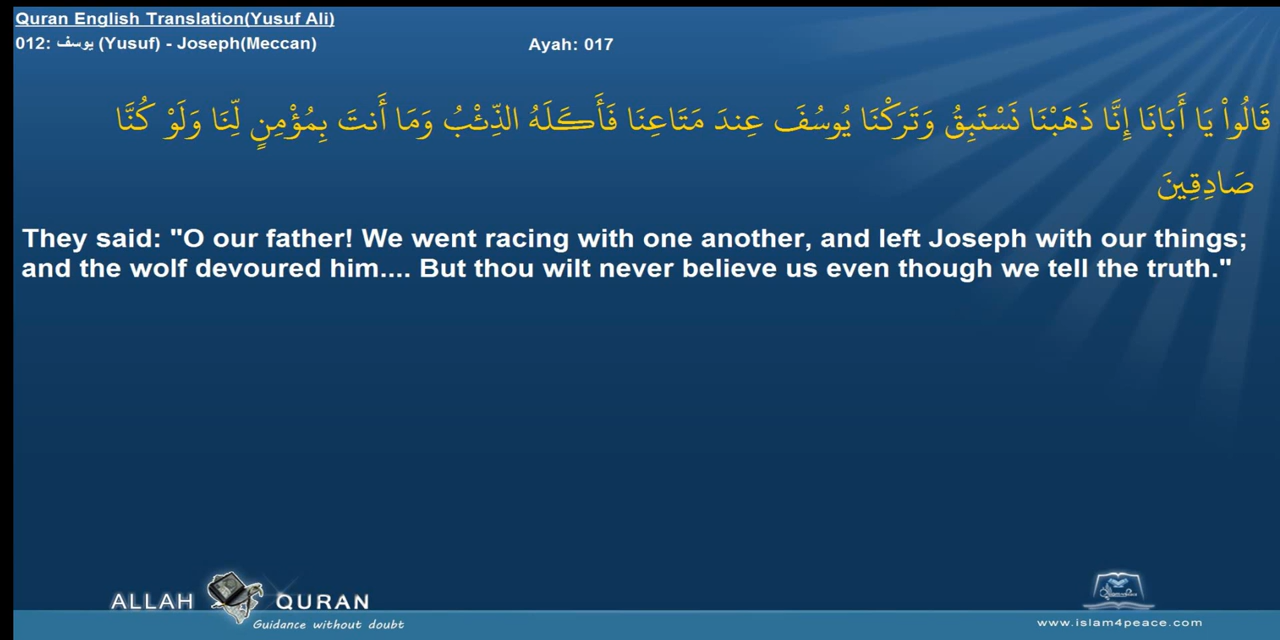 Quran English Translation(Yusuf Ali)
012: يوسف (Yusuf) - Joseph(Meccan)
Ayah: 017
قَالُواْ يَا أَبَانَا إِنَّا ذَهَبْنَا نَسْتَبِقُ وَتَرَكْنَا يُوسُفَ عِندَ مَتَاعِنَا فَأَكَلَهُ الذِّئْبُ وَمَا أَنتَ بِمُؤْمِنٍ لِّنَا وَلَوْ كُنَّا
صَادِقِينَ
They said: "O our father! We went racing with one another, and left Joseph with our things;
and the wolf devoured him.... But thou wilt never believe us even though we tell the truth."
ALLAH QURAN
Guidance without doubt
www.islam4peace.com